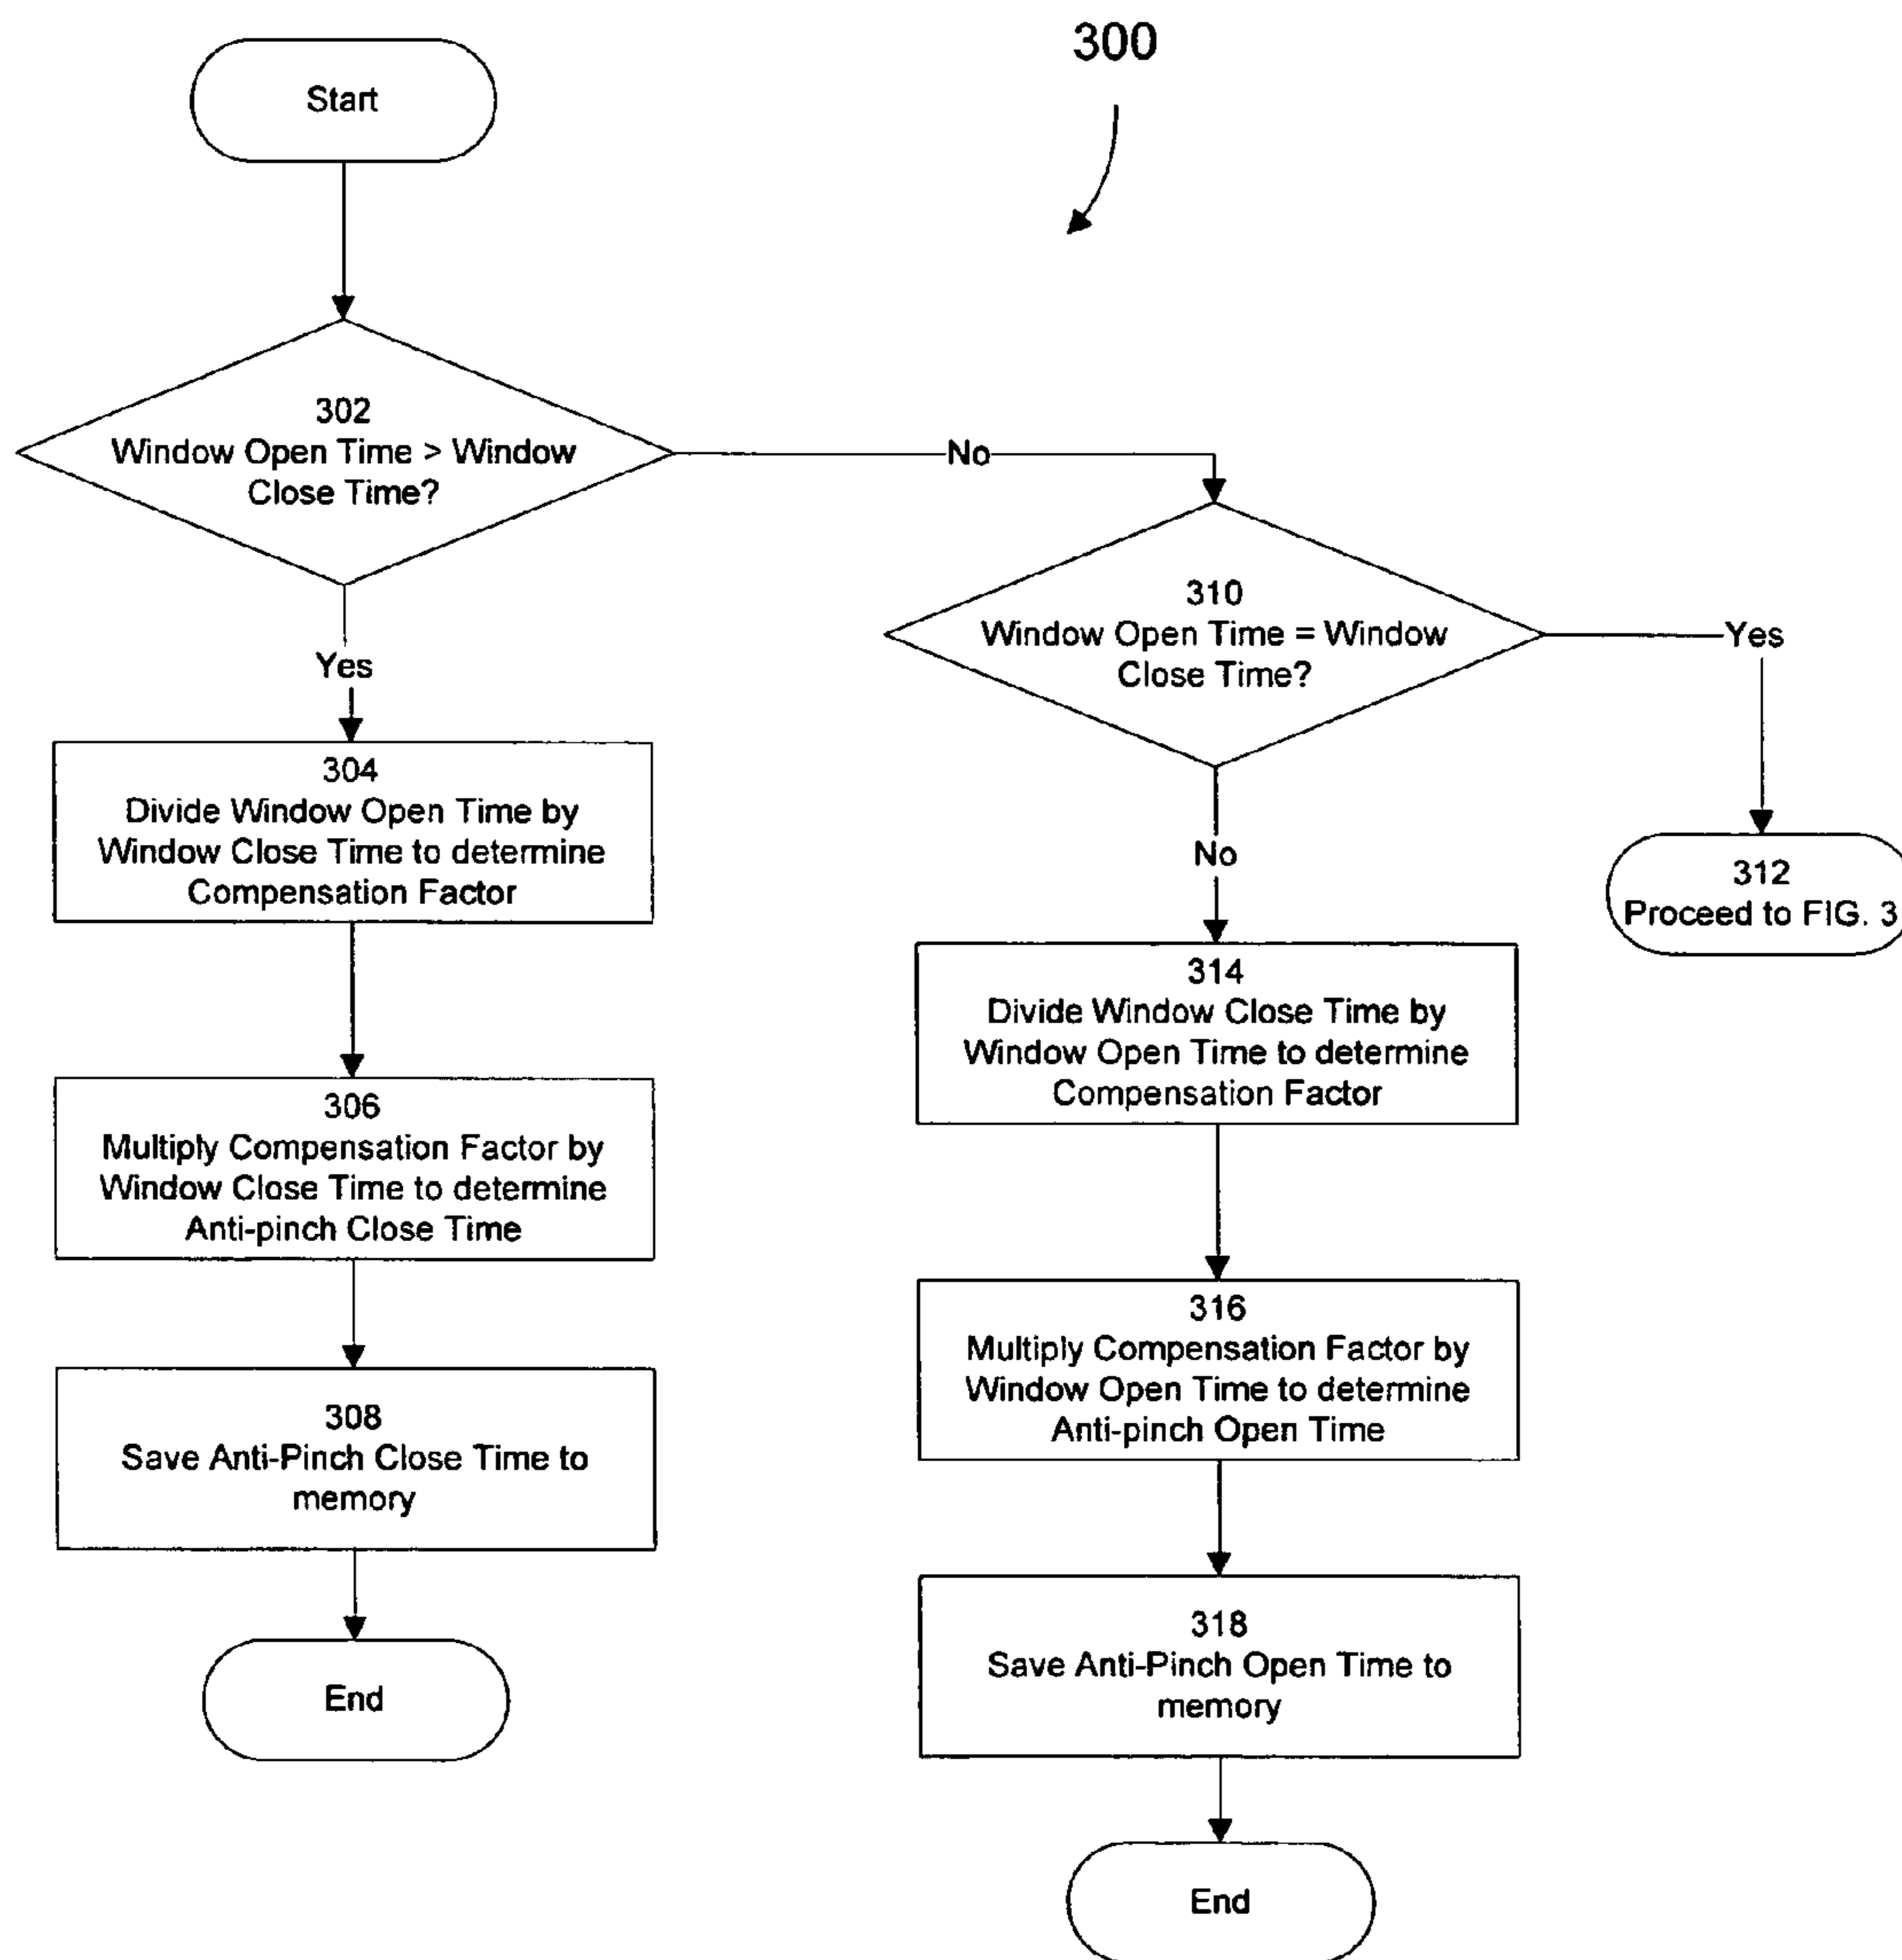 300
Start
302
Window Open Time > Window
Close Time?
No
Yes
310
Window Open Time = Window
Close Time?
Yes
No
304
Divide Window Open Time by
Window Close Time to determine
Compensation Factor
312
Proceed to FIG. 3
314
Divide Window Close Time by
Window Open Time to determine
Compensation Factor
306
Multiply Compensation Factor by
Window Close Time to determine
Anti-pinch Close Time
316
Multiply Compensation Factor by
Window Open Time to determine
Anti-pinch Open Time
308
Save Anti-Pinch Close Time to
memory
318
Save Anti-Pinch Open Time to
memory
End
End